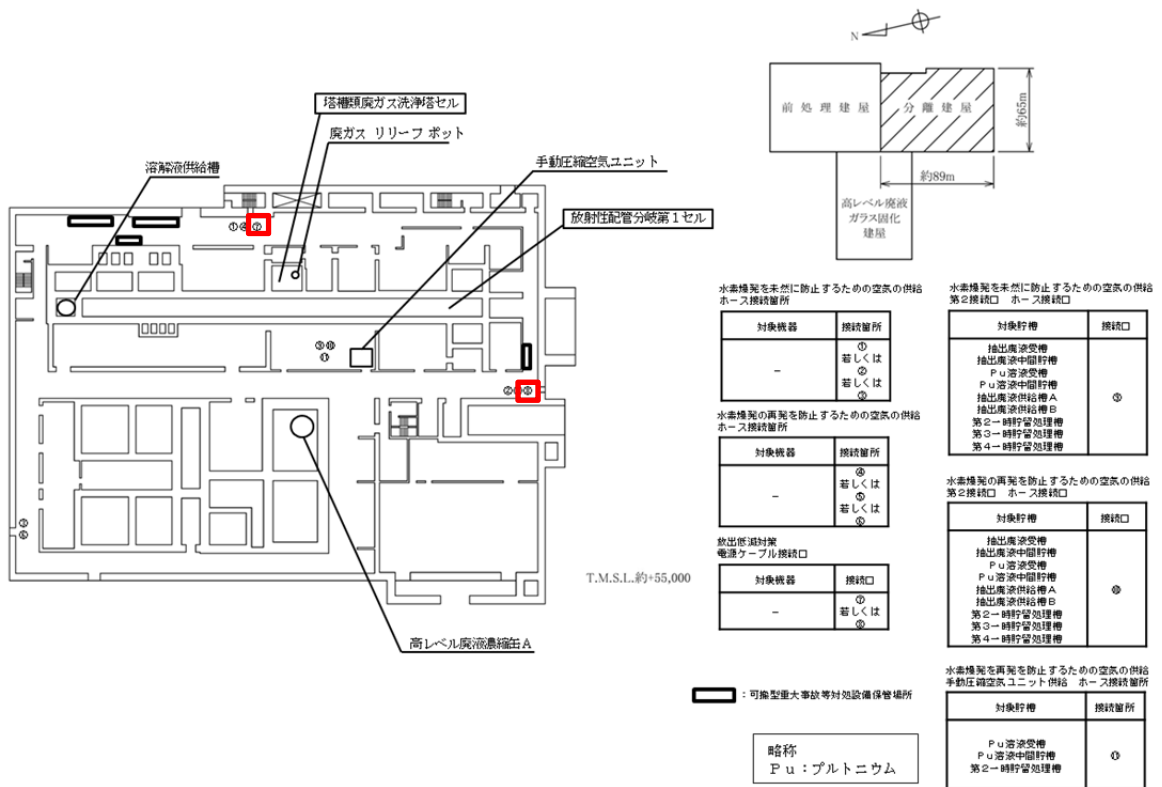 N
前処理建屋
分離建屋
約65m
約89m
高レベル廃液
ガラス固化
建屋
塔槽類廃ガス洗浄塔セル
廃ガス リリーフ ポット
手動圧縮空気ユニット
溶解液供給槽
放射性配管分岐第1セル
①④⑦
⑨⑩
⑪
②
⑧
③
⑥
高レベル廃液濃縮缶A
T.M.S.L.約+55,000
水素爆発を未然に防止するための空気の供給
ホース接続箇所
対象機器 接続箇所
－
①
若しくは
②
若しくは
③
水素爆発の再発を防止するための空気の供給
ホース接続箇所
対象機器 接続箇所
－
④
若しくは
⑤
若しくは
⑥
放出低減対策
電源ケーブル接続口
対象機器 接続口
－
⑦
若しくは
⑧
水素爆発を未然に防止するための空気の供給
第2接続口 ホース接続口
対象貯槽 接続口
抽出廃液受槽
抽出廃液中間貯槽
Pu溶液受槽
Pu溶液中間貯槽
抽出廃液供給槽A
抽出廃液供給槽B
第2一時貯留処理槽
第3一時貯留処理槽
第4一時貯留処理槽
⑨
水素爆発の再発を防止するための空気の供給
第2接続口 ホース接続口
対象貯槽 接続口
抽出廃液受槽
抽出廃液中間貯槽
Pu溶液受槽
Pu溶液中間貯槽
抽出廃液供給槽A
抽出廃液供給槽B
第2一時貯留処理槽
第3一時貯留処理槽
第4一時貯留処理槽
⑩
水素爆発を再発を防止するための空気の供給
手動圧縮空気ユニット供給 ホース接続箇所
対象貯槽 接続箇所
Pu溶液受槽
Pu溶液中間貯槽
第2一時貯留処理槽
⑪
：可搬型重大事故等対処設備保管場所
略称
Pu：プルトニウム